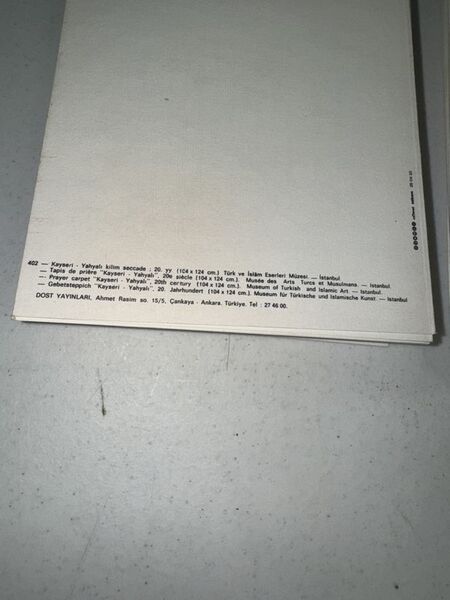 402 — Kayseri - Yahyalı kilim seccade ; 20. yy (104 x 124 cm.) Türk ve İslâm Eserleri Müzesi. — İstanbul
— Tapis de prière "Kayseri - Yahyalı", 20e siècle (104 x 124 cm.). Musée des Arts Turcs et Musulmans. — Istanbul
— Prayer carpet "Kayseri - Yahyalı", 20th century (104 x 124 cm.). Museum of Turkish and Islamic Art — Istanbul.
— Gebetsteppich "Kayseri - Yahyalı", 20. Jahrhundert (104 x 124 cm.). Museum für Türkische und Islamische Kunst — Istanbul
DOST YAYINLARI, Ahmet Rasim so. 15/5, Çankaya - Ankara. Türkiye. Tel : 27 46 00.